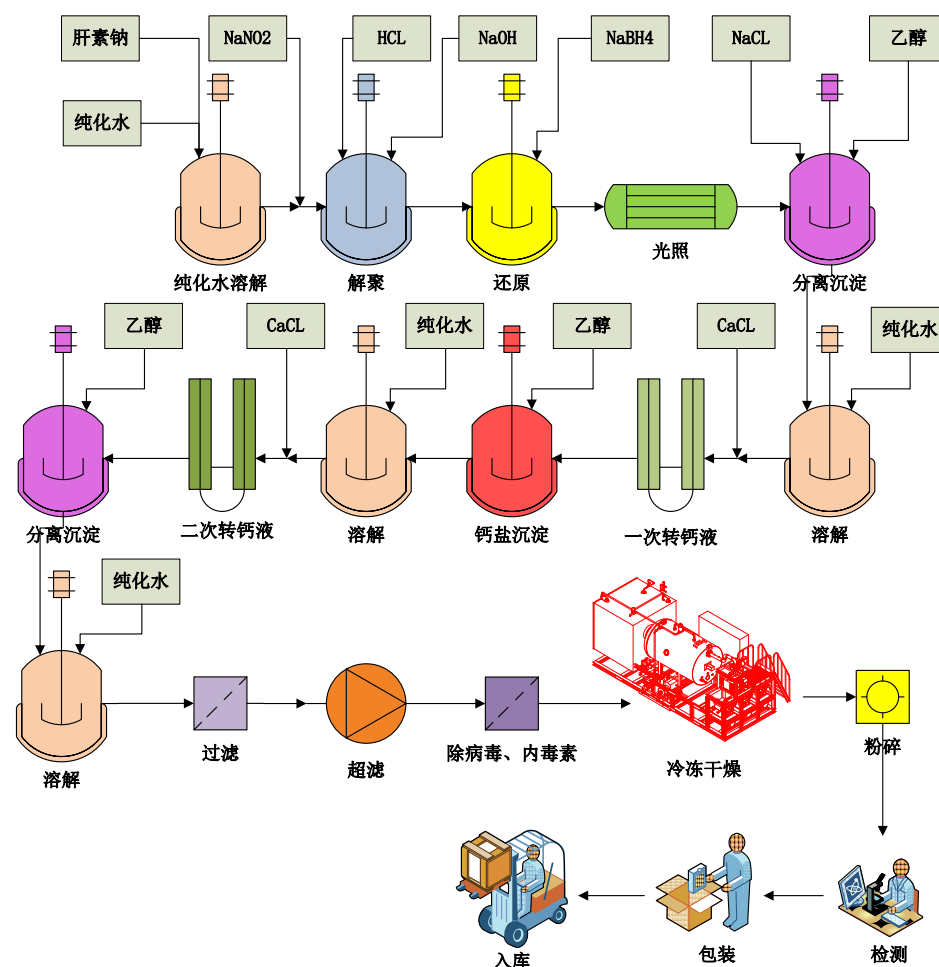 肝素钠
NaNO2
HCL
NaOH
NaBH4
NaCL
乙醇
纯化水
纯化水溶解
解聚
还原
光照
分离沉淀
乙醇
CaCL
纯化水
乙醇
CaCL
纯化水
分离沉淀
二次转钙液
溶解
钙盐沉淀
一次转钙液
溶解
纯化水
溶解
过滤
超滤
除病毒、内毒素
冷冻干燥
粉碎
入库
包装
检测